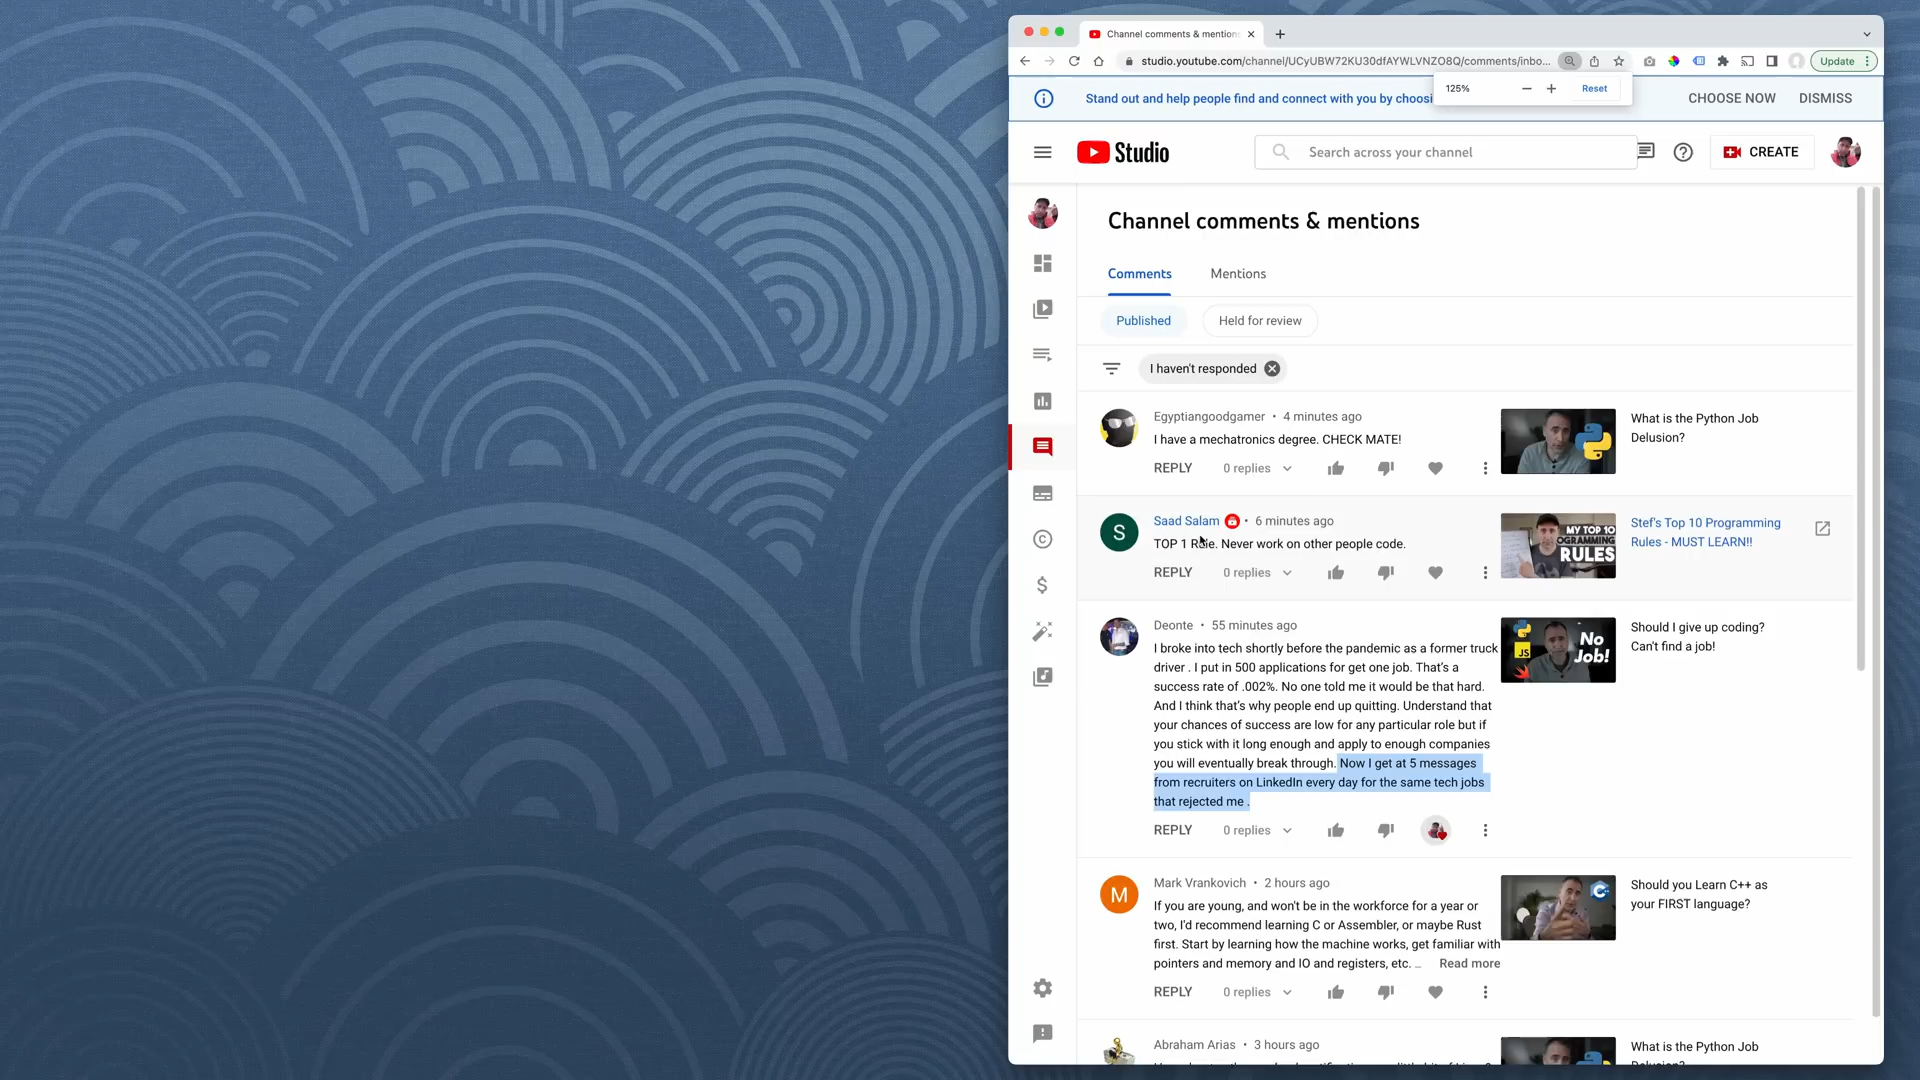 Channel comments & mention
studio.youtube.com/channel/UCyUBW72KU30dfAYWLVNZO8Q/comments/inbo...
Update
125%
Reset
Stand out and help people find and connect with you by choosi
CHOOSE NOW
DISMISS
Studio
Search across your channel
CREATE
Channel comments & mentions
Comments
Mentions
Published
Held for review
I haven't responded
Egyptiangoodgamer • 4 minutes ago
I have a mechatronics degree. CHECK MATE!
REPLY
0 replies
What is the Python Job
Delusion?
Saad Salam • 6 minutes ago
TOP 1 Rule. Never work on other people code.
REPLY
0 replies
MY TOP 10
OGRAMMING
RULES
Stef's Top 10 Programming
Rules - MUST LEARN!!
Deonte • 55 minutes ago
I broke into tech shortly before the pandemic as a former truck
driver . I put in 500 applications for get one job. That's a
success rate of .002%. No one told me it would be that hard.
And I think that's why people end up quitting. Understand that
your chances of success are low for any particular role but if
you stick with it long enough and apply to enough companies
you will eventually break through. Now I get at 5 messages
from recruiters on LinkedIn every day for the same tech jobs
that rejected me .
REPLY
0 replies
JS
No
Job!
Should I give up coding?
Can't find a job!
M
Mark Vrankovich • 2 hours ago
If you are young, and won't be in the workforce for a year or
two, I'd recommend learning C or Assembler, or maybe Rust
first. Start by learning how the machine works, get familiar with
pointers and memory and IO and registers, etc. ...
Read more
REPLY
0 replies
Should you Learn C++ as
your FIRST language?
Abraham Arias • 3 hours ago
What is the Python Job